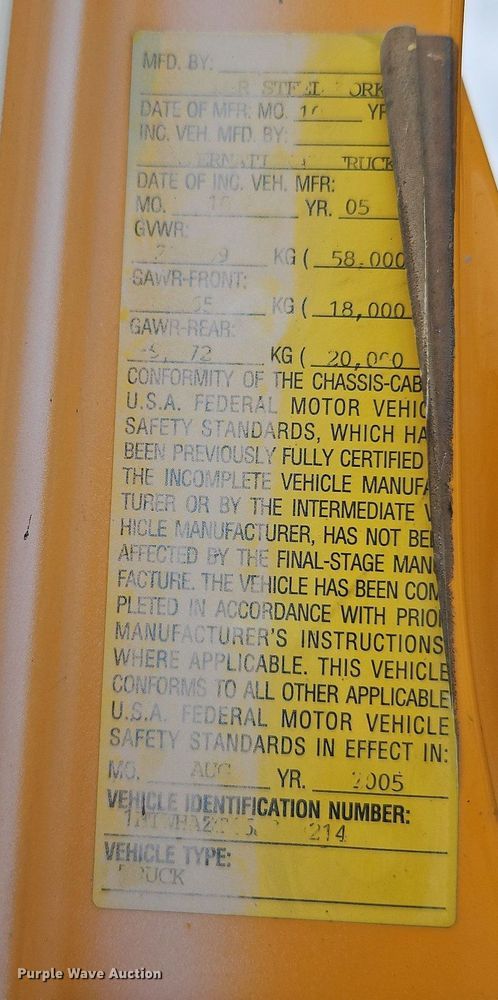 MFD. BY:
STEEL
DATE OF MFR: MO. YR
INC. VEH. MFD. BY:
TRUCK
DATE OF INC. VEH. MFR:
MO. YR. 05
GVWR:
KG ( 58,000
GAWR-FRONT:
KG ( 18,000
GAWR-REAR:
KG ( 20,000
CONFORMITY OF THE CHASSIS-CAB
U.S.A. FEDERAL MOTOR VEHIC
SAFETY STANDARDS, WHICH HA
BEEN PREVIOUSLY FULLY CERTIFIED
THE INCOMPLETE VEHICLE MANUFA
TURER OR BY THE INTERMEDIATE V
HICLE MANUFACTURER, HAS NOT BE
AFFECTED BY THE FINAL-STAGE MAN
FACTURE. THE VEHICLE HAS BEEN COM
PLETED IN ACCORDANCE WITH PRIO
MANUFACTURER'S INSTRUCTIONS
WHERE APPLICABLE. THIS VEHICLE
CONFORMS TO ALL OTHER APPLICABLE
U.S.A. FEDERAL MOTOR VEHICLE
SAFETY STANDARDS IN EFFECT IN:
MO. AUG YR. 2005
VEHICLE IDENTIFICATION NUMBER:
214
VEHICLE TYPE:
TRUCK
Purple Wave Auction